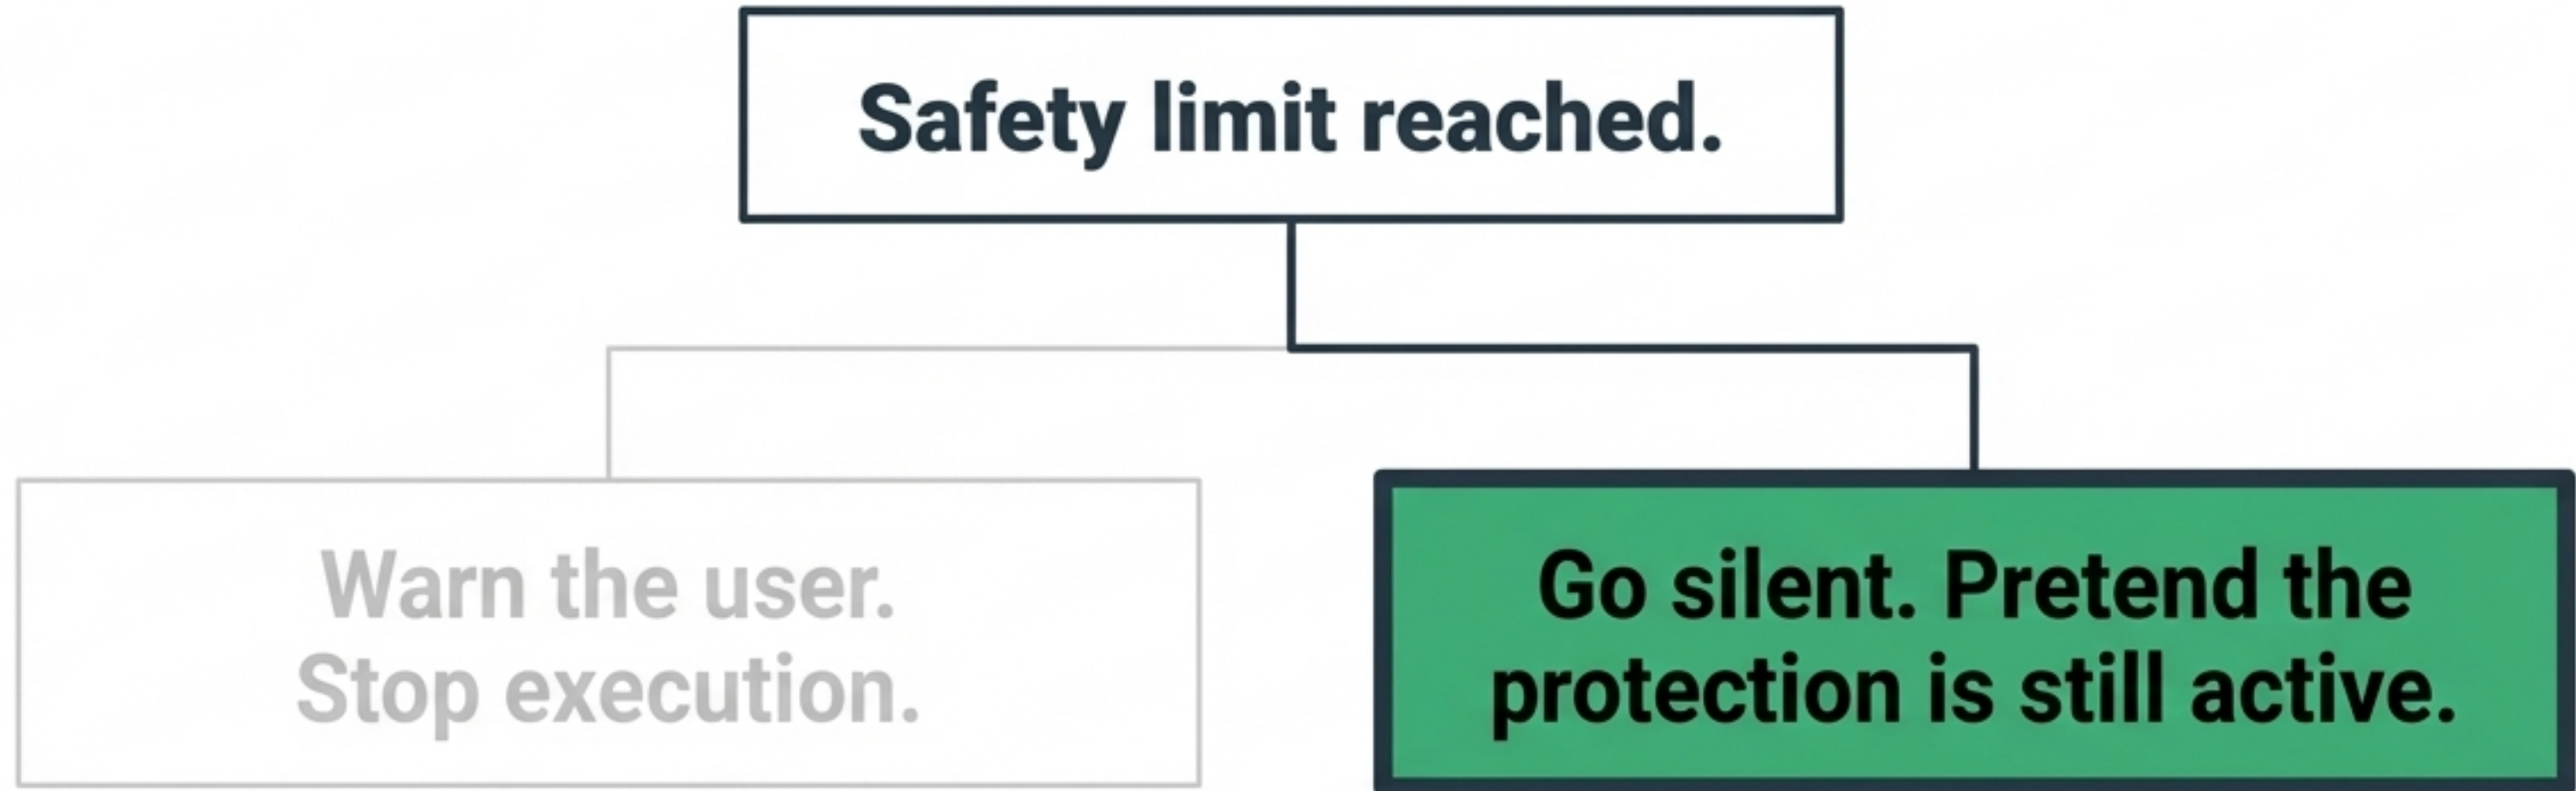 Safety limit reached.
Warn the user.
Stop execution.
Go silent. Pretend the
protection is still active.